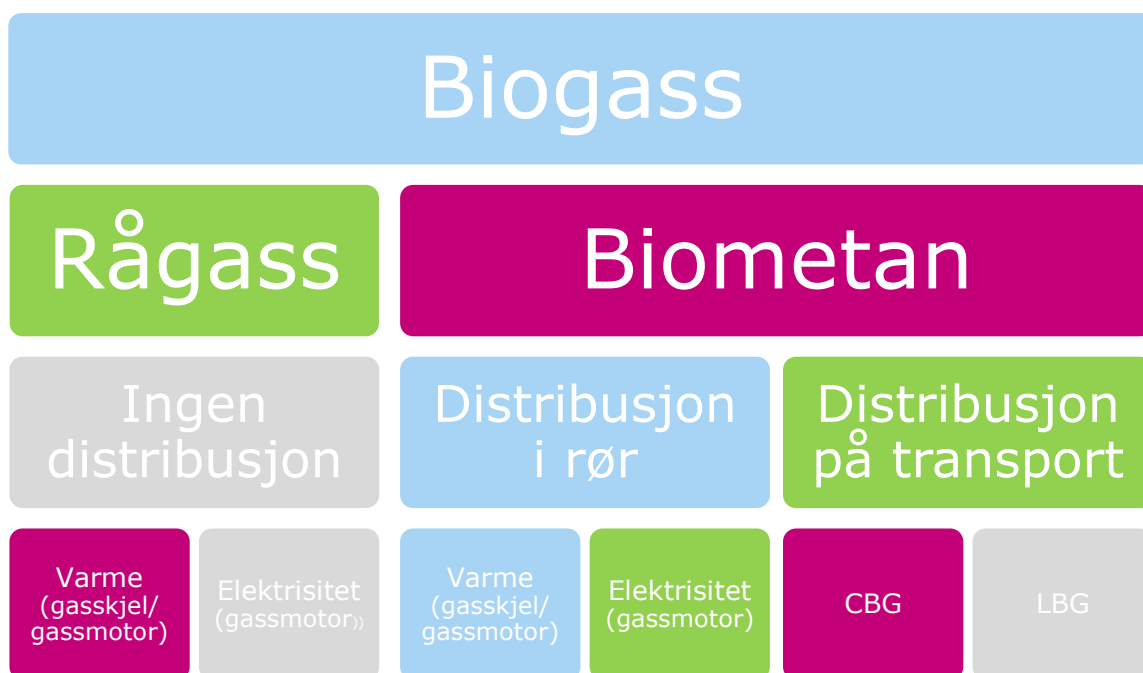 Biogass
Rågass
Biometan
Ingen
distribusjon
Distribusjon
i rør
Distribusjon
på transport
Varme
(gasskjel/
gassmotor)
Elektrisitet
(gassmotor))
Varme
(gasskjel/
gassmotor)
Elektrisitet
(gassmotor)
CBG
LBG